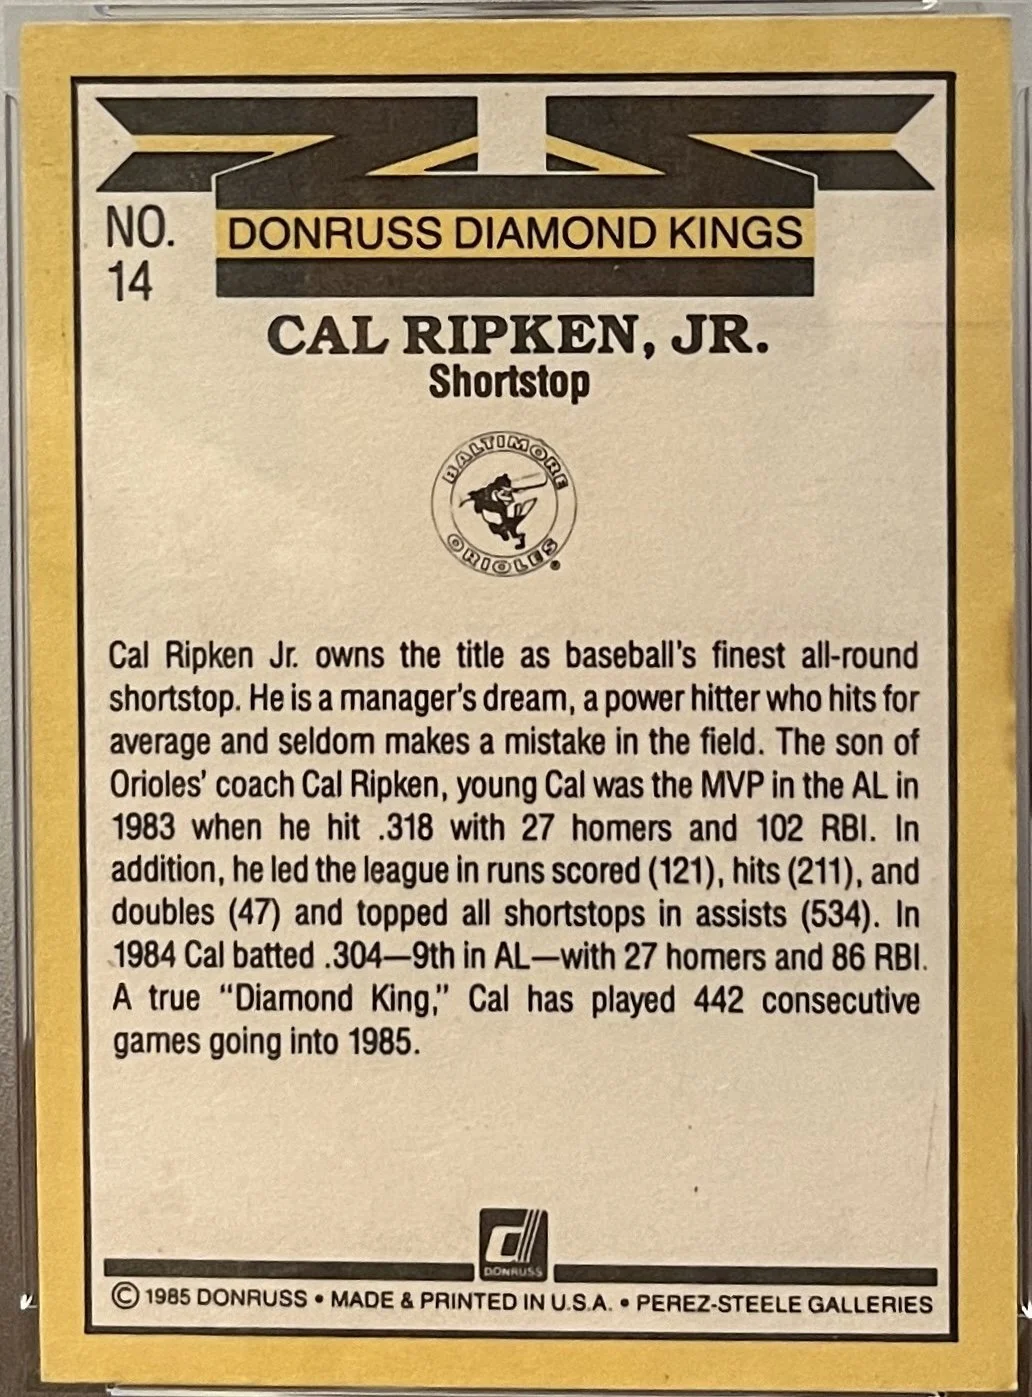 NO.
14
DONRUSS DIAMOND KINGS
CAL RIPKEN, JR.
Shortstop
BALTIMORE
ORIOLES®
Cal Ripken Jr. owns the title as baseball's finest all-round
shortstop. He is a manager's dream, a power hitter who hits for
average and seldom makes a mistake in the field. The son of
Orioles' coach Cal Ripken, young Cal was the MVP in the AL in
1983 when he hit .318 with 27 homers and 102 RBI. In
addition, he led the league in runs scored (121), hits (211), and
doubles (47) and topped all shortstops in assists (534). In
1984 Cal batted .304—9th in AL—with 27 homers and 86 RBI.
A true "Diamond King," Cal has played 442 consecutive
games going into 1985.
d
DONRUSS
© 1985 DONRUSS • MADE & PRINTED IN U.S.A. • PEREZ-STEELE GALLERIES